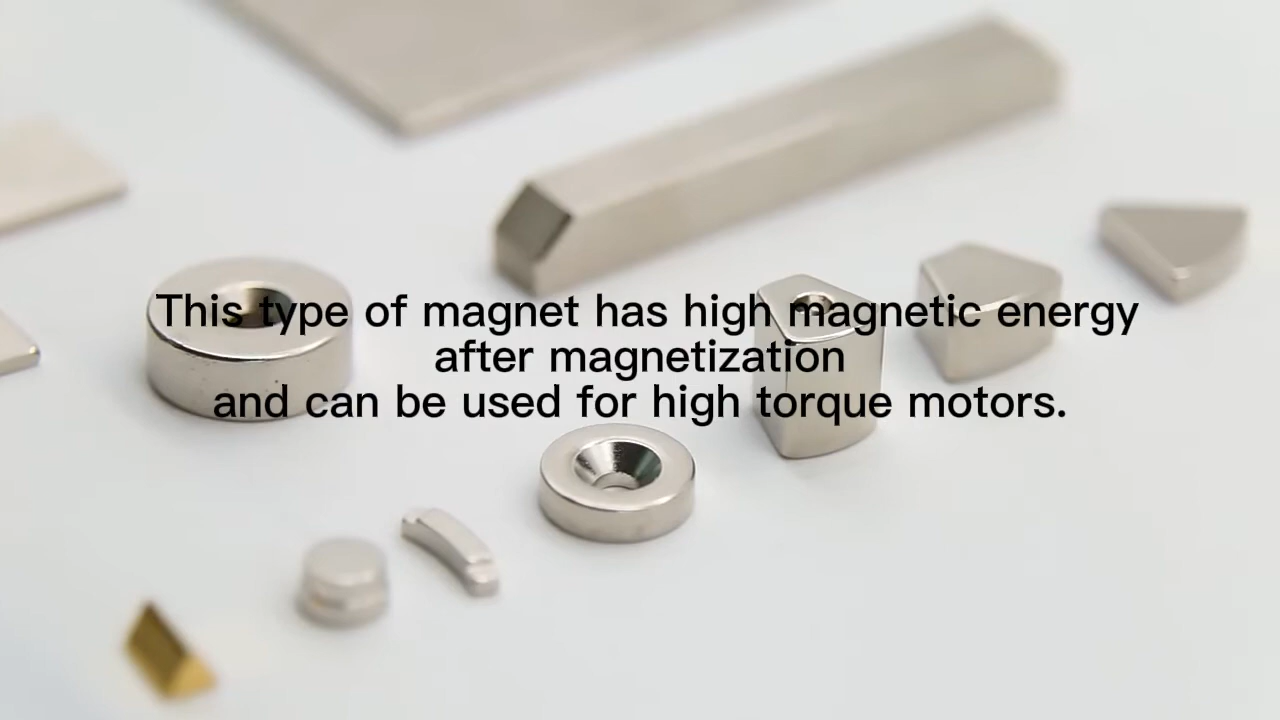 This type of magnet has high magnetic energy
after magnetization
and can be used for high torque motors.